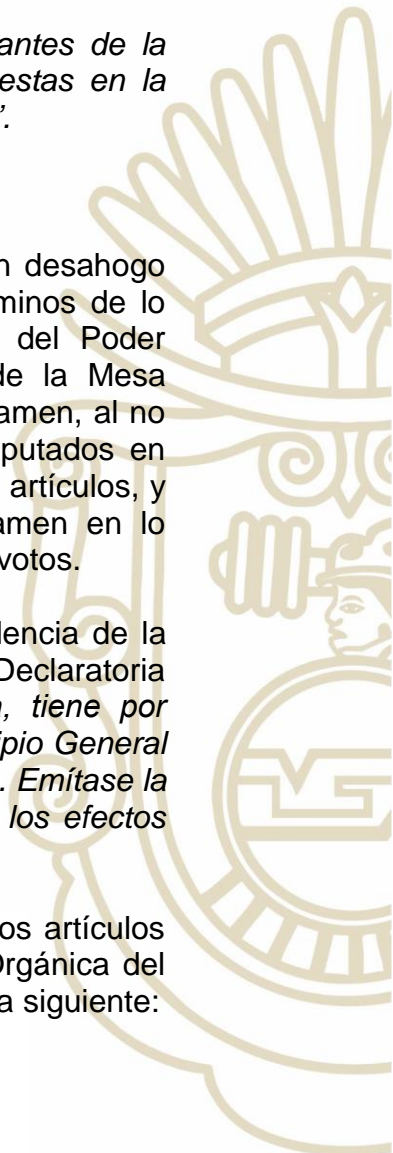 antes de la
estas en la
”.
n desahogo
minos de lo
del Poder
de la Mesa
amen, al no
putados en
artículos, y
amen en lo
votos.
dencia de la
Declaratoria
, tiene por
ipio General
. Emítase la
los efectos
os artículos
Orgánica del
a siguiente: